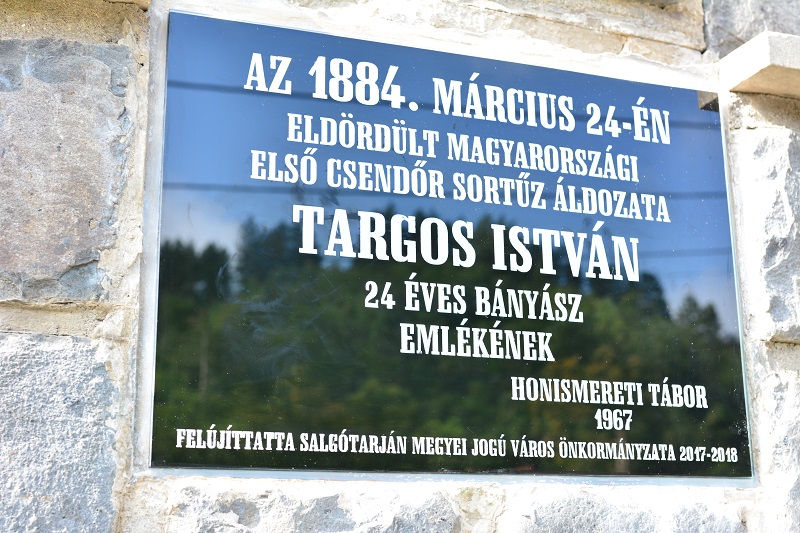 AZ 1884. MÁRCIUS 24-ÉN
ELDÖRDÜLT MAGYARORSZÁGI
ELSŐ CSENDŐR SORTŰZ ÁLDOZATA
TARGOS ISTVÁN
24 ÉVES BÁNYÁSZ
EMLÉKÉNEK
HONISMERETI TÁBOR
1967
FELÚJÍTTATTA SALGÓTARJÁN MEGYEI JOGÚ VÁROS ÖNKORMÁNYZATA 2017-2018